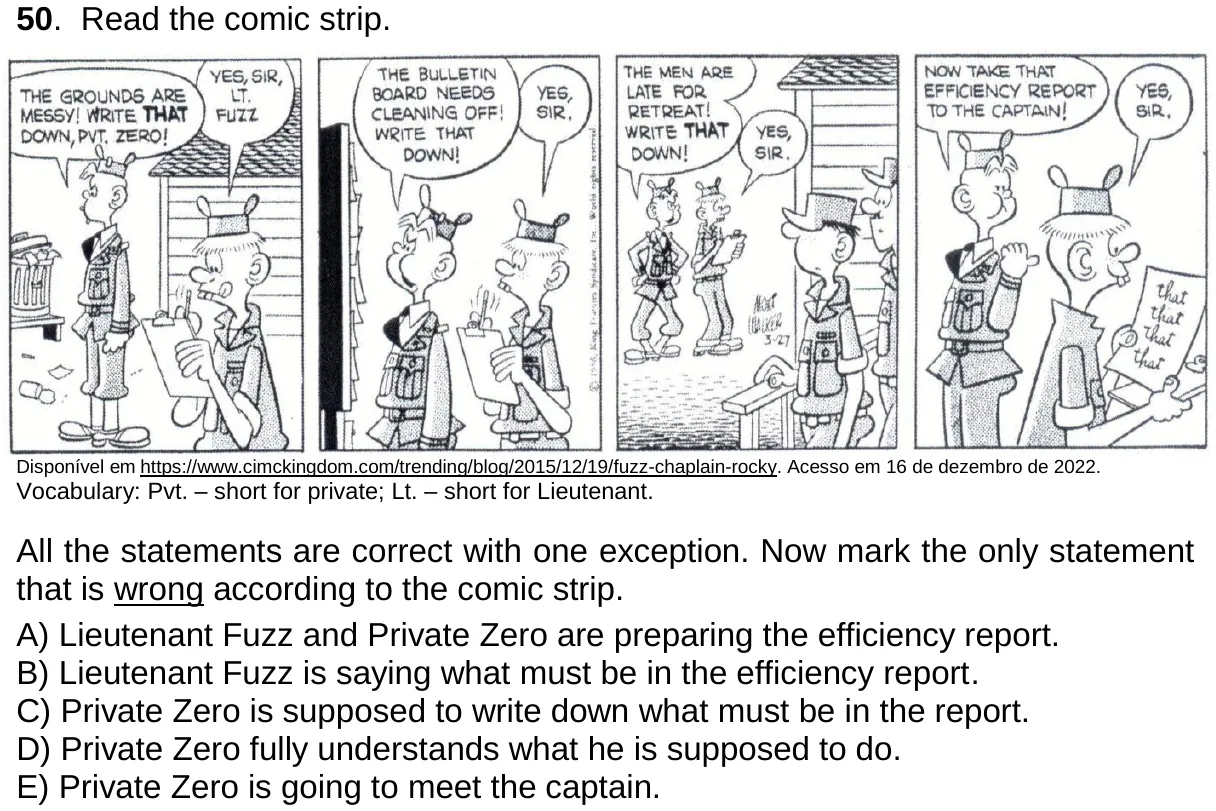 50. Read the comic strip.
THE GROUNDS ARE
MESSY! WRITE THAT
DOWN, PVT. ZERO!
YES, SIR,
LT.
FUZZ
THE BULLETIN
BOARD NEEDS
CLEANING OFF!
WRITE THAT
DOWN!
YES,
SIR.
THE MEN ARE
LATE FOR
RETREAT!
WRITE THAT
DOWN!
YES,
SIR.
MORT
WALKER
3-27
NOW TAKE THAT
EFFICIENCY REPORT
TO THE CAPTAIN!
YES,
SIR.
that
that
that
that
Disponível em https://www.cimckingdom.com/trending/blog/2015/12/19/fuzz-chaplain-rocky. Acesso em 16 de dezembro de 2022.
Vocabulary: Pvt. – short for private; Lt. – short for Lieutenant.
All the statements are correct with one exception. Now mark the only statement
that is wrong according to the comic strip.
A) Lieutenant Fuzz and Private Zero are preparing the efficiency report.
B) Lieutenant Fuzz is saying what must be in the efficiency report.
C) Private Zero is supposed to write down what must be in the report.
D) Private Zero fully understands what he is supposed to do.
E) Private Zero is going to meet the captain.